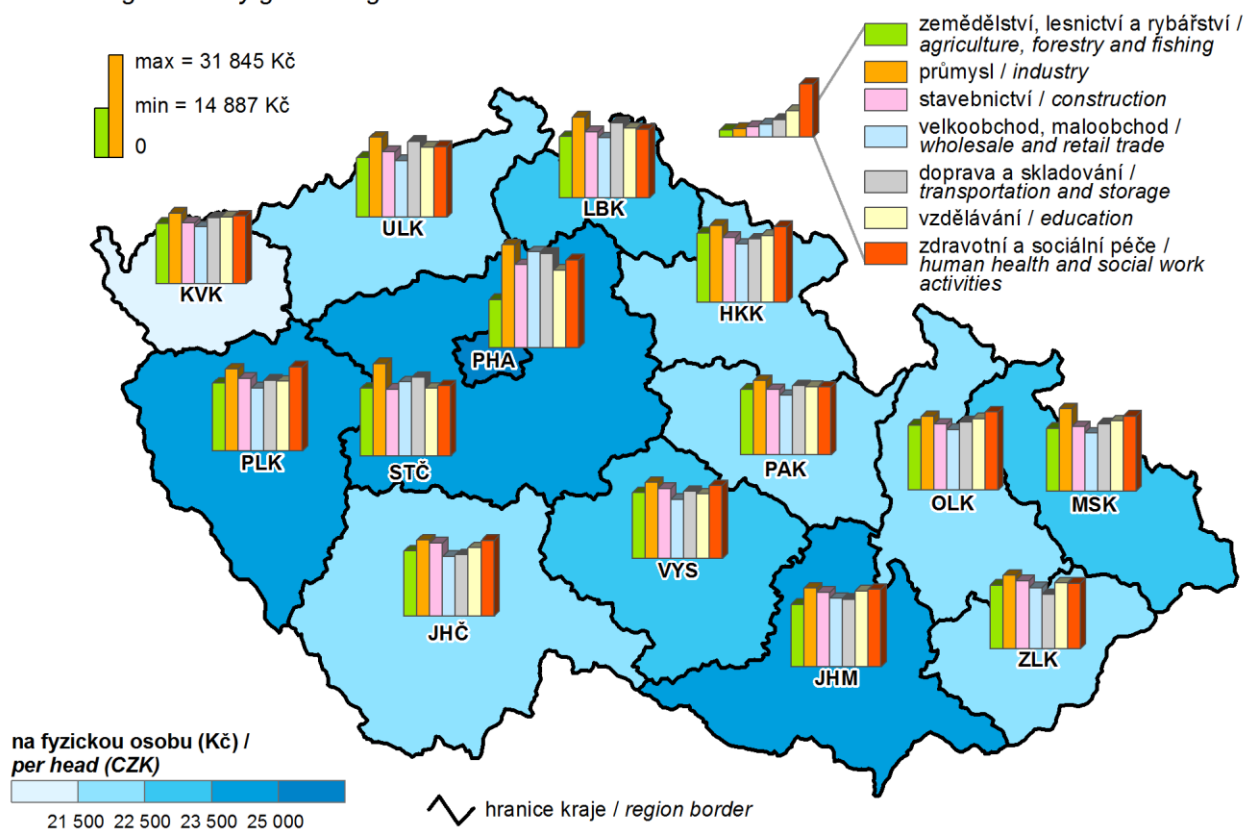 max = 31 845 Kč
min = 14 887 Kč
0
zemědělství, lesnictví a rybářství /
agriculture, forestry and fishing
průmysl / industry
stavebnictví / construction
velkoobchod, maloobchod /
wholesale and retail trade
doprava a skladování /
transportation and storage
vzdělávání / education
zdravotní a sociální péče /
human health and social work
activities
ULK
LBK
KVK
HKK
PHA
PLK
STČ
PAK
OLK
MSK
VYS
JHČ
JHM
ZLK
na fyzickou osobu (Kč) /
per head (CZK)
21 500 22 500 23 500 25 000
hranice kraje / region border